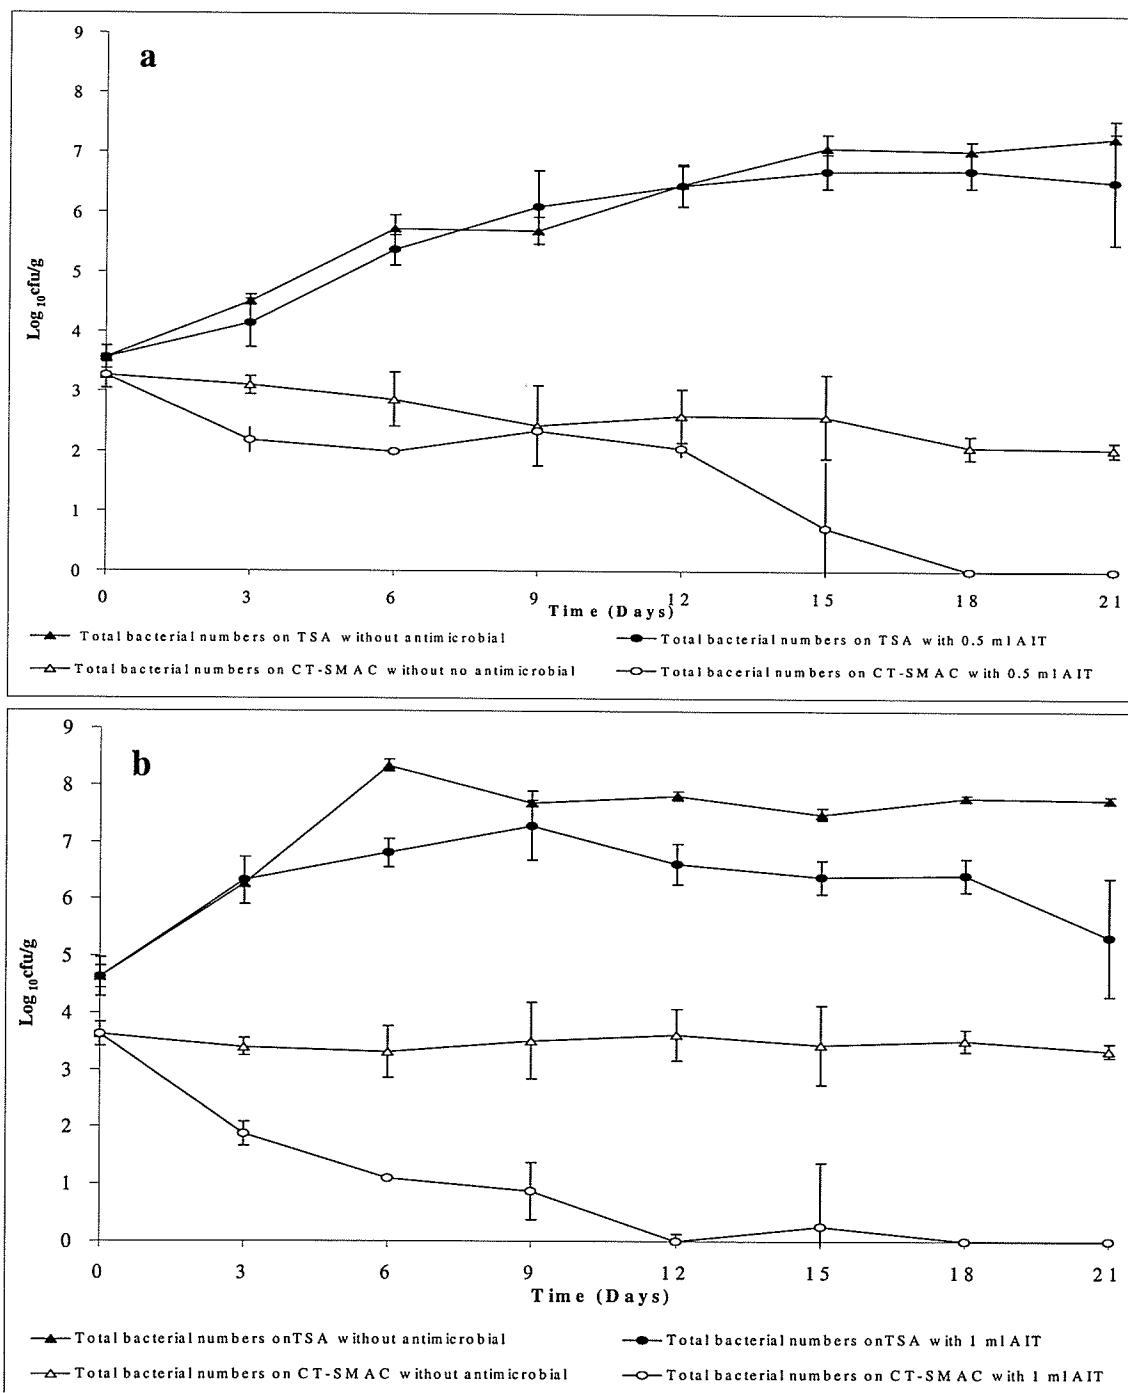 a
9
8
7
6
5
4
3
2
1
0
Log 10 cfu/g
0 3 6 9 12 15 18 21
Time (Days)
Total bacterial numbers on TSA without antimicrobial
Total bacterial numbers on TSA with 0.5 ml AIT
Total bacterial numbers on CT-SMAC without no antimicrobial
Total bacerial numbers on CT-SMAC with 0.5 ml AIT
b
9
8
7
6
5
4
3
2
1
0
Log 10 cfu/g
0 3 6 9 12 15 18 21
Time (Days)
Total bacterial numbers onTSA without antimicrobial
Total bacterial numbers onTSA with 1 ml AIT
Total bacterial numbers on CT-SMAC without antimicrobial
Total bacterial numbers on CT-SMAC with 1 ml AIT